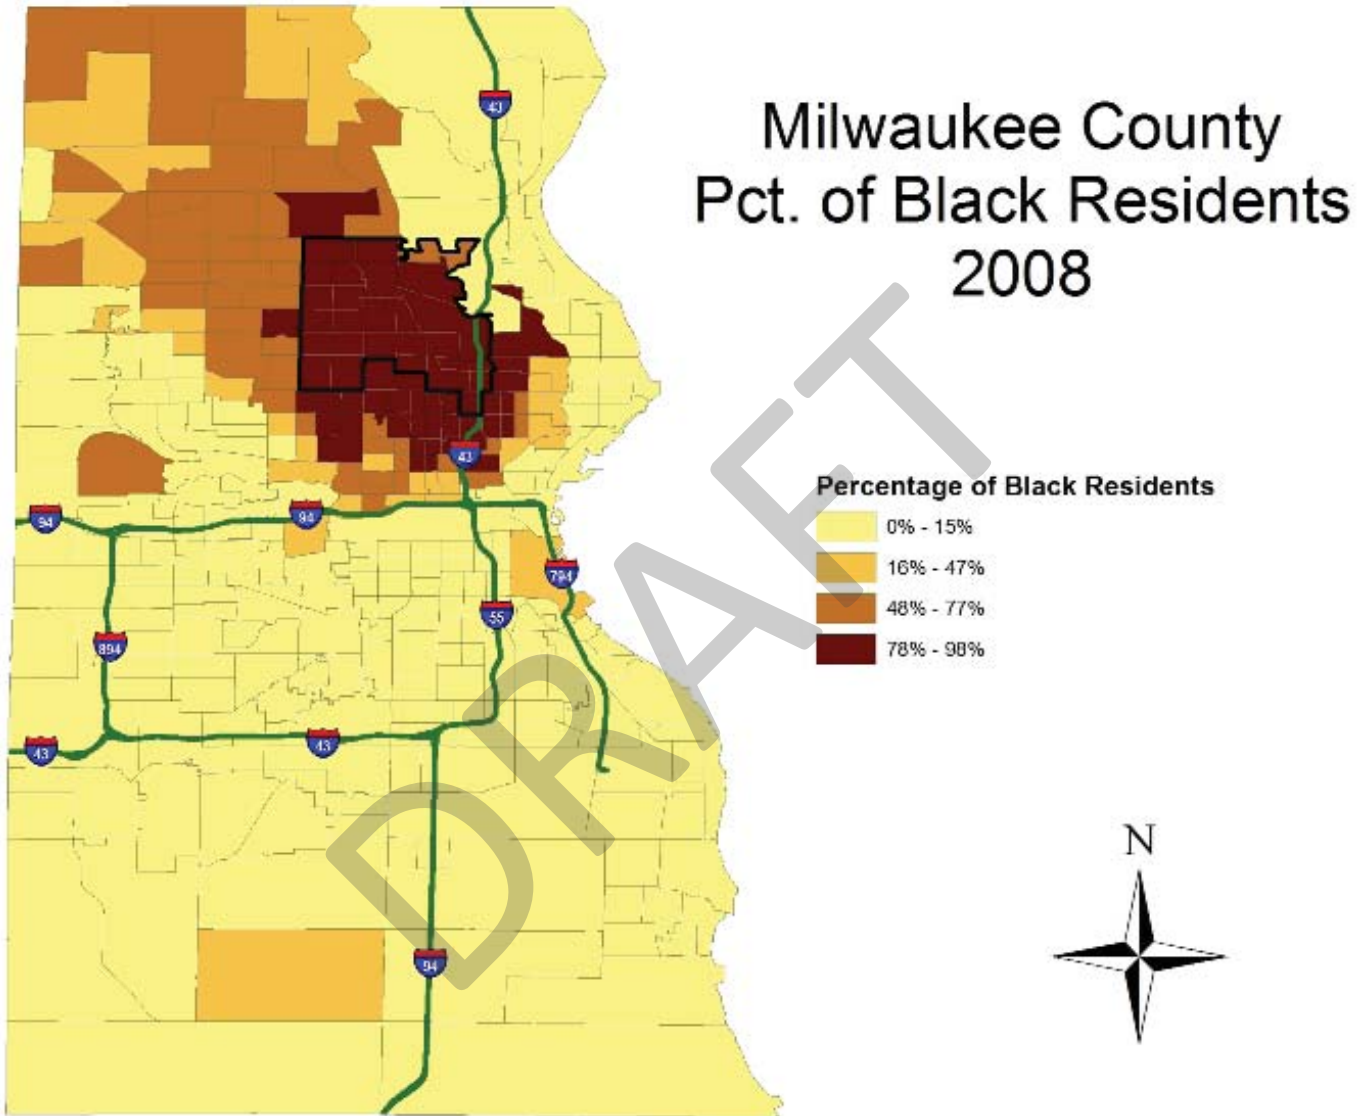 Milwaukee County
Pct. of Black Residents
2008
43
Percentage of Black Residents
0% - 15%
16% - 47%
48% - 77%
78% - 98%
43
94
94
794
55
894
43
43
94
N
DRAFT